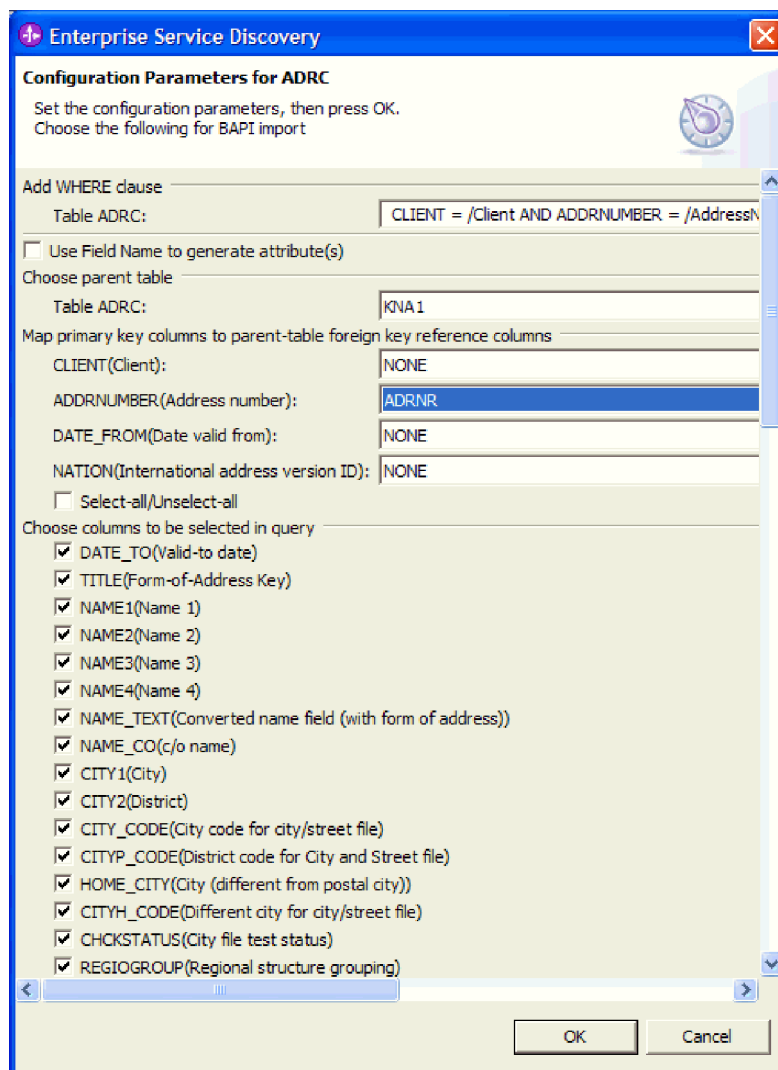 Enterprise Service Discovery
Configuration Parameters for ADRC
Set the configuration parameters, then press OK.
Choose the following for BAPI import
Add WHERE clause
Table ADRC: CLIENT = /Client AND ADDRNUMBER = /AddressN
Use Field Name to generate attribute(s)
Choose parent table
Table ADRC: KNA1
Map primary key columns to parent-table foreign key reference columns
CLIENT(Client): NONE
ADDRNUMBER(Address number): ADRNR
DATE_FROM(Date valid from): NONE
NATION(International address version ID): NONE
Select-all/Unselect-all
Choose columns to be selected in query
DATE_TO(Valid-to date)
TITLE(Form-of-Address Key)
NAME1(Name 1)
NAME2(Name 2)
NAME3(Name 3)
NAME4(Name 4)
NAME_TEXT(Converted name field (with form of address))
NAME_CO(c/o name)
CITY1(City)
CITY2(District)
CITY_CODE(City code for city/street file)
CITYP_CODE(District code for City and Street file)
HOME_CITY(City (different from postal city))
CITYH_CODE(Different city for city/street file)
CHCKSTATUS(City file test status)
REGIOGROUP(Regional structure grouping)
OK Cancel